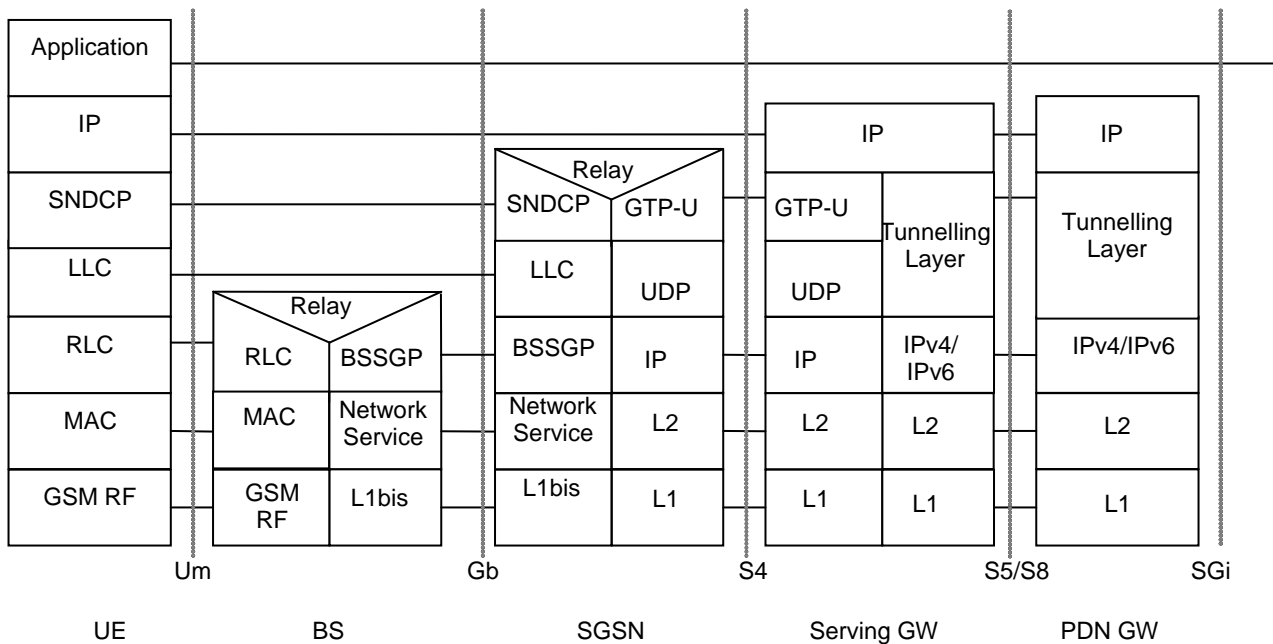 Application
IP
IP
IP
Relay
SNDCP
SNDCP
GTP-U
GTP-U
Tunnelling
Layer
Tunnelling
Layer
LLC
LLC
UDP
UDP
Relay
RLC
RLC
BSSGP
BSSGP
IP
IP
IPv4/
IPv6
IPv4/IPv6
MAC
MAC
Network
Service
Network
Service
L2
L2
L2
L2
GSM RF
GSM
RF
L1bis
L1bis
L1
L1
L1
L1
Um
Gb
S4
S5/S8
SGi
UE
BS
SGSN
Serving GW
PDN GW